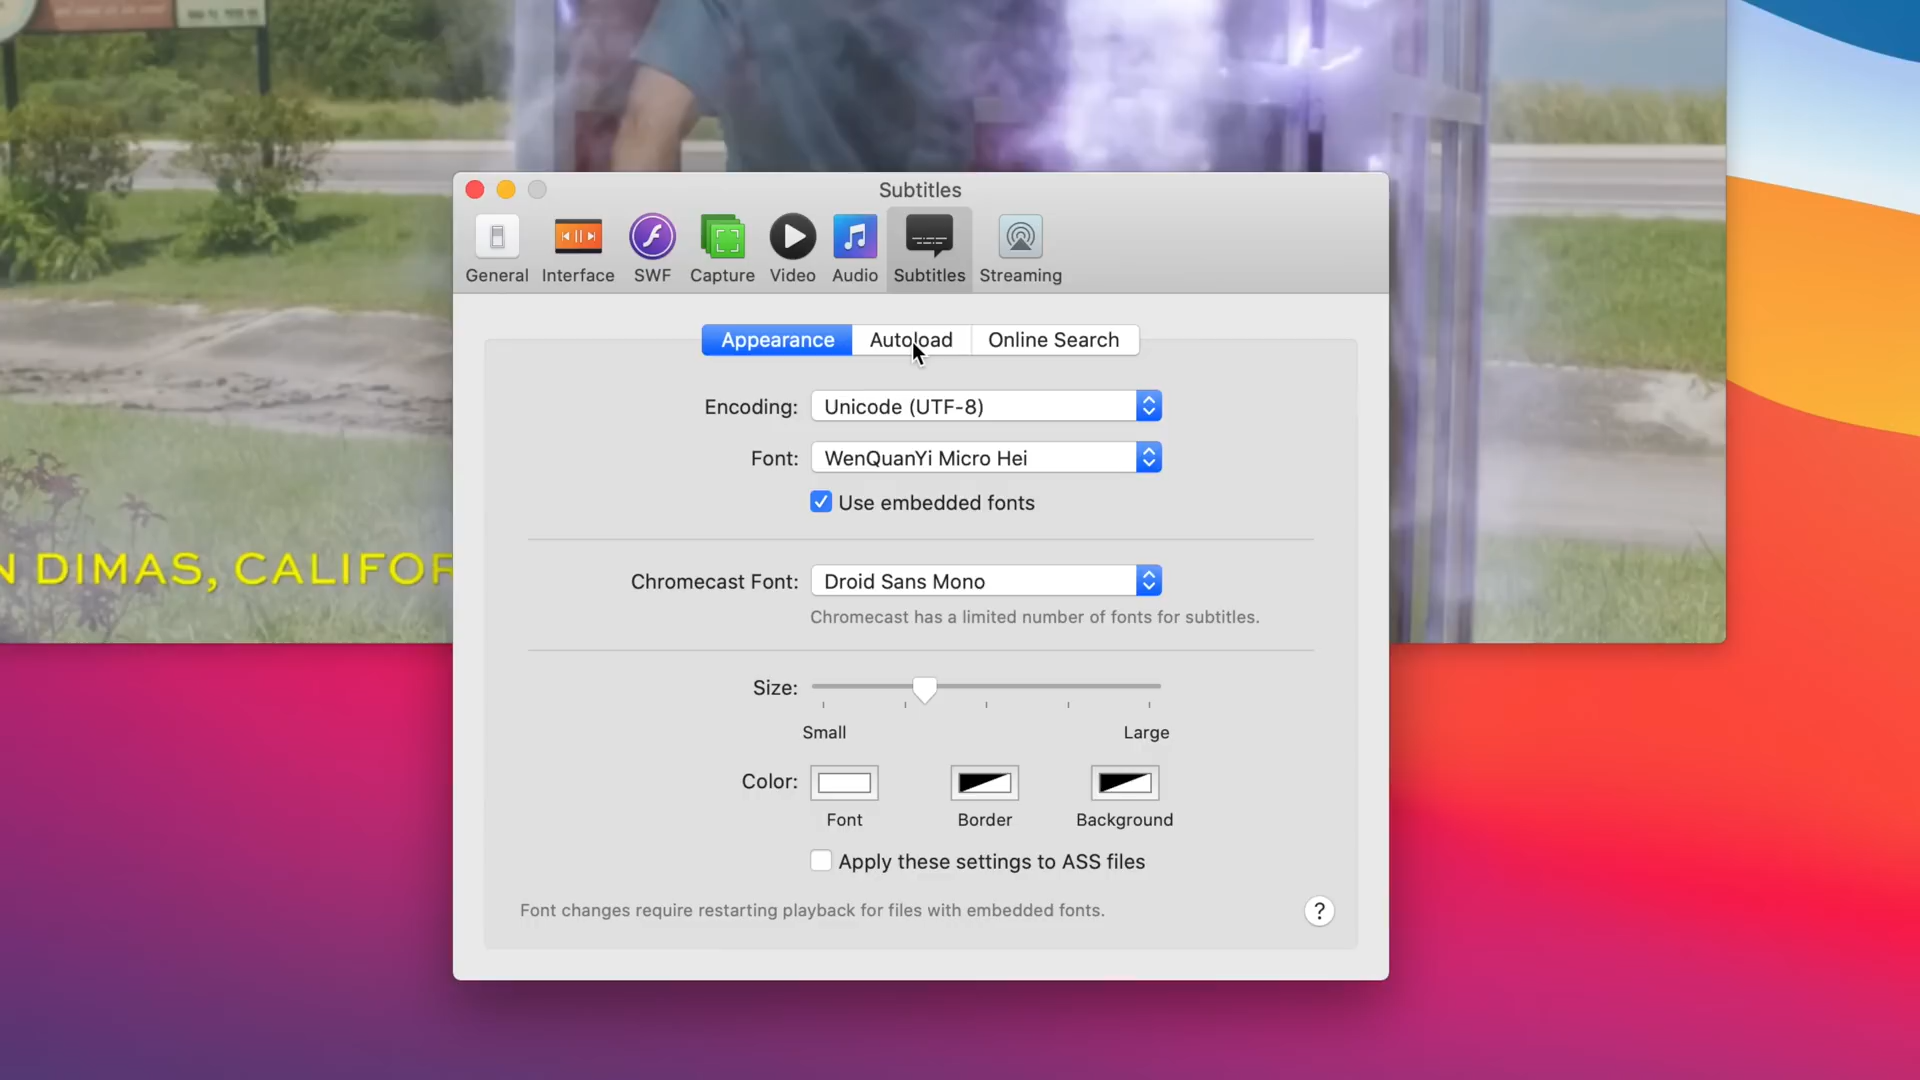 Subtitles
General Interface SWF Capture Video Audio Subtitles Streaming
Appearance Autoload Online Search
Encoding: Unicode (UTF-8)
Font: WenQuanYi Micro Hei
Use embedded fonts
N DIMAS, CALIFOR
Chromecast Font: Droid Sans Mono
Chromecast has a limited number of fonts for subtitles.
Size:
Small Large
Color:
Font Border Background
Apply these settings to ASS files
Font changes require restarting playback for files with embedded fonts.
?